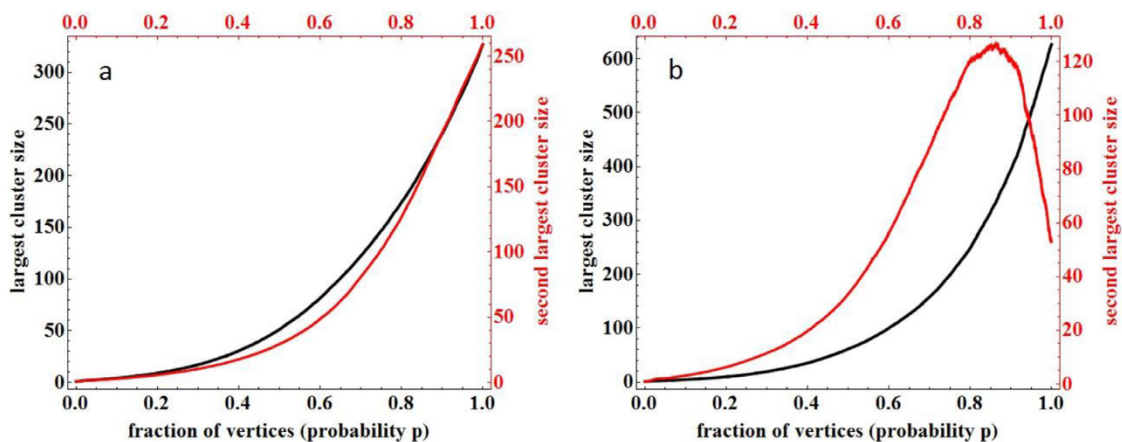 0.0 0.2 0.4 0.6 0.8 1.0
a
largest cluster size
300
250
200
150
100
50
0
250
200
150
100
50
0
second largest cluster size
0.0 0.2 0.4 0.6 0.8 1.0
fraction of vertices (probability p)
0.0 0.2 0.4 0.6 0.8 1.0
b
largest cluster size
600
500
400
300
200
100
0
120
100
80
60
40
20
0
second largest cluster size
0.0 0.2 0.4 0.6 0.8 1.0
fraction of vertices (probability p)